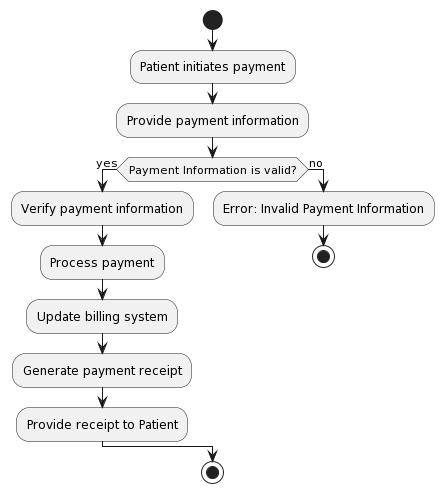 Patient initiates payment
Provide payment information
Payment Information is valid?
yes
no
Verify payment information
Error: Invalid Payment Information
Process payment
Update billing system
Generate payment receipt
Provide receipt to Patient